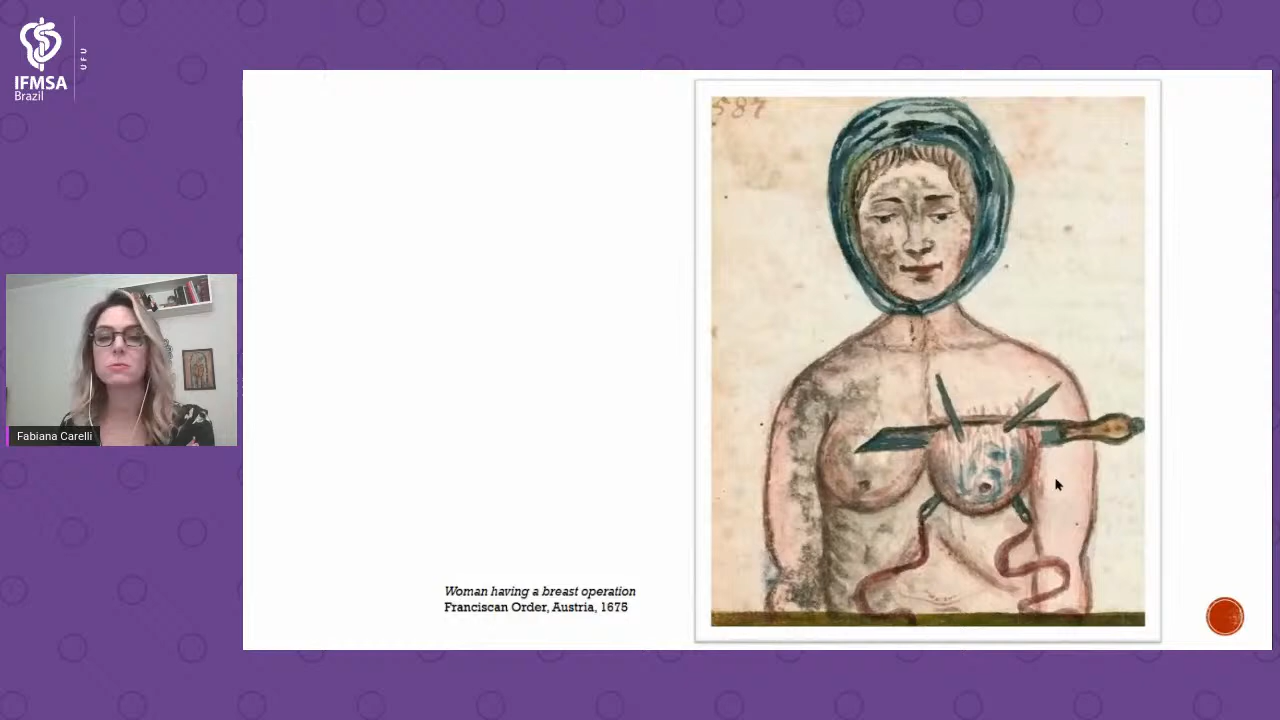 IFMSA
Brazil
UFU
587
Fabiana Carelli
Woman having a breast operation
Franciscan Order, Austria, 1675